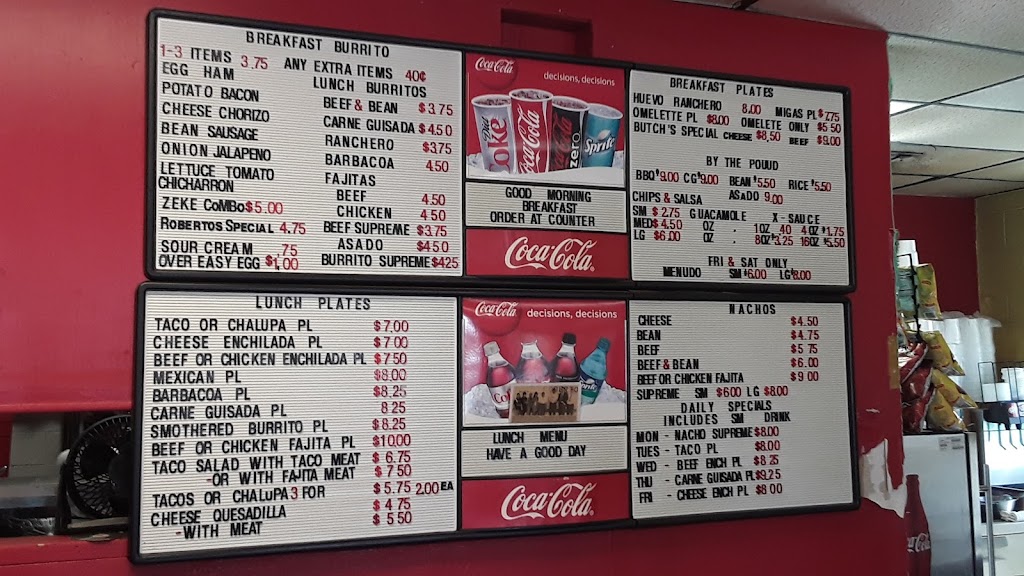 BREAKFAST BURRITO
1-3 ITEMS 3.75 ANY EXTRA ITEMS 40¢
EGG HAM
POTATO BACON
CHEESE CHORIZO
BEAN SAUSAGE
ONION JALAPENO
LETTUCE TOMATO
CHICHARRON
ZEKE COMBO $5.00
ROBERTOS SPECIAL 4.75
SOUR CREAM .75
OVER EASY EGG $1.00
LUNCH BURRITOS
BEEF & BEAN $3.75
CARNE GUISADA $4.50
RANCHERO $3.75
BARBACOA 4.50
FAJITAS
BEEF 4.50
CHICKEN 4.50
BEEF SUPREME $3.75
ASADO $4.50
BURRITO SUPREME $4.25
Coca-Cola
decisions, decisions
Diet Coke
Coca-Cola
zero
Sprite
GOOD MORNING
BREAKFAST
ORDER AT COUNTER
Coca-Cola
BREAKFAST PLATES
HUEVO RANCHERO 8.00 MIGAS PL $7.75
OMELETTE PL $8.00 OMELETE ONLY $5 50
BUTCH'S SPECIAL CHEESE $8.50 BEEF $9.00
BY THE POUUD
BBQ $9.00 CG $9.00 BEAN $5.50 RICE $5.50
CHIPS & SALSA ASADO 9.00
SM $2.75 GUACAMOLE X-SAUCE
MED $4.50 OZ . 1OZ .40 4OZ $1.75
LG $6.00 OZ . 8OZ $3.25 16OZ $5.50
FRI & SAT ONLY
MENUDO SM $6.00 LG $8.00
LUNCH PLATES
TACO OR CHALUPA PL $7.00
CHEESE ENCHILADA PL $7.00
BEEF OR CHICKEN ENCHILADA PL $7.50
MEXICAN PL $8.00
BARBACOA PL $8.25
CARNE GUISADA PL 8.25
SMOTHERED BURRITO PL $8.25
BEEF OR CHICKEN FAJITA PL $10.00
TACO SALAD WITH TACO MEAT $6.75
-OR WITH FAJITA MEAT $7.50
TACOS OR CHALUPA 3 FOR $5.75 2.00 EA
CHEESE QUESADILLA $4 75
-WITH MEAT $5 50
Coca-Cola
decisions, decisions
Sprite
LUNCH MENU
HAVE A GOOD DAY
Coca-Cola
NACHOS
CHEESE $4.50
BEAN $4.75
BEEF $5 75
BEEF & BEAN $6.00
BEEF OR CHICKEN FAJITA $9 00
SUPREME SM $6.00 LG $8.00
DAILY SPECIALS
INCLUDES SM DRINK
MON - NACHO SUPREME $8.00
TUES - TACO PL $8.00
WED - BEEF ENCH PL $8 25
THU - CARNE GUISADA PL $9.25
FRI - CHEESE ENCH PL $8 00
Coca-Cola